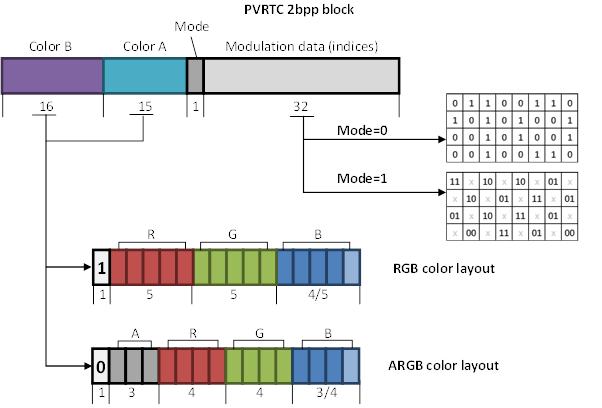 PVRTC 2bpp block
Mode
Color B Color A Modulation data (indices)
16 15 1 32
Mode=0
0 1 1 0 0 1 1 0
1 0 1 0 0 0 0 1
0 1 1 0 1 0 0 1
0 0 1 0 1 1 1 0
Mode=1
11 x 10 x 10 x 01 x
x 10 x 01 x 11 x 01
01 x 10 x 11 x 01 x
x 00 x 11 x 01 x 00
R G B
1
RGB color layout
1 5 5 4/5
A R G B
0
ARGB color layout
1 3 4 4 3/4